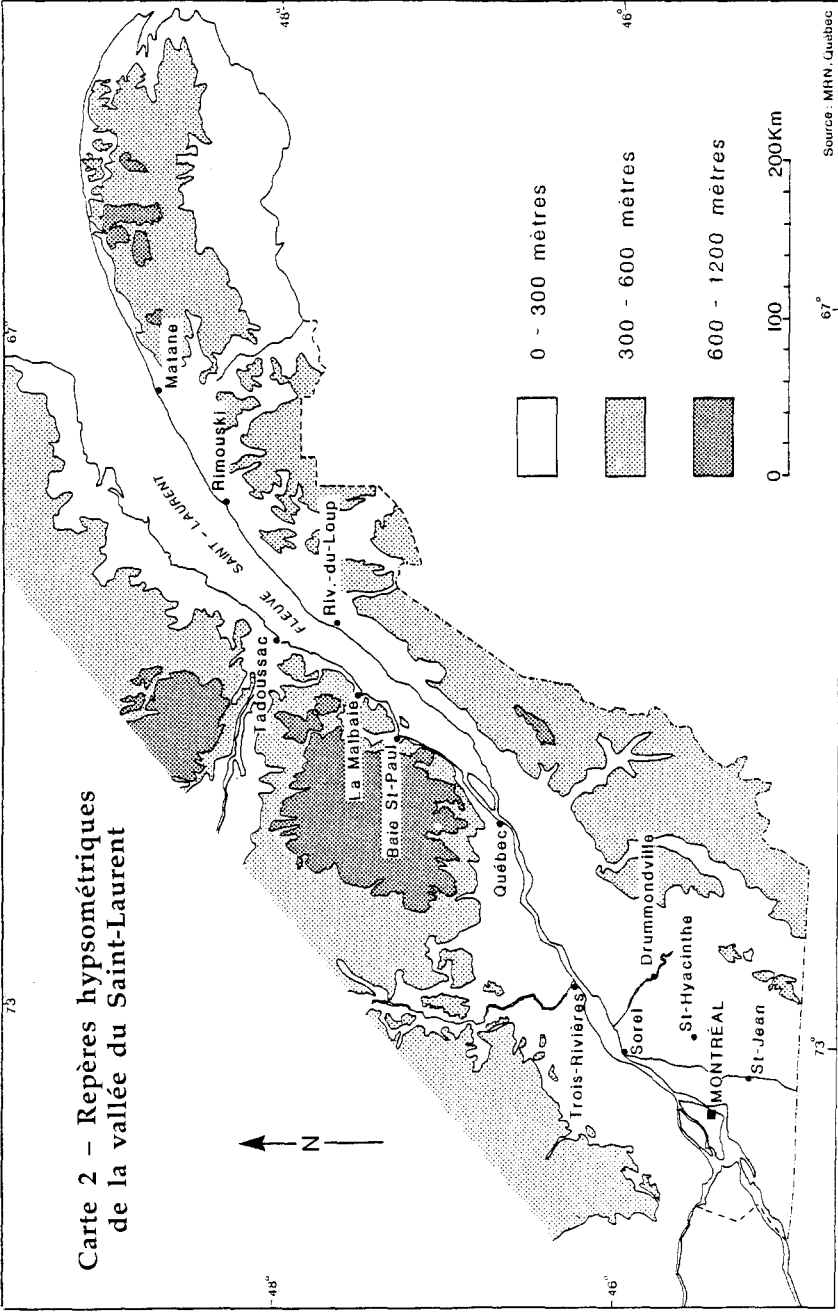 Carte 2 – Repères hypsométriques
de la vallée du Saint-Laurent
N
73°
67°
48°
48°
46°
46°
73°
67°
Matane
Rimouski
FLEUVE SAINT-LAURENT
Riv.-du-Loup
Tadoussac
La Malbaie
Baie St-Paul
Québec
Trois-Rivières
Drummondville
Sorel
St-Hyacinthe
MONTRÉAL
St-Jean
0 - 300 mètres
300 - 600 mètres
600 - 1200 mètres
0 100 200Km
Source : MRN, Québec